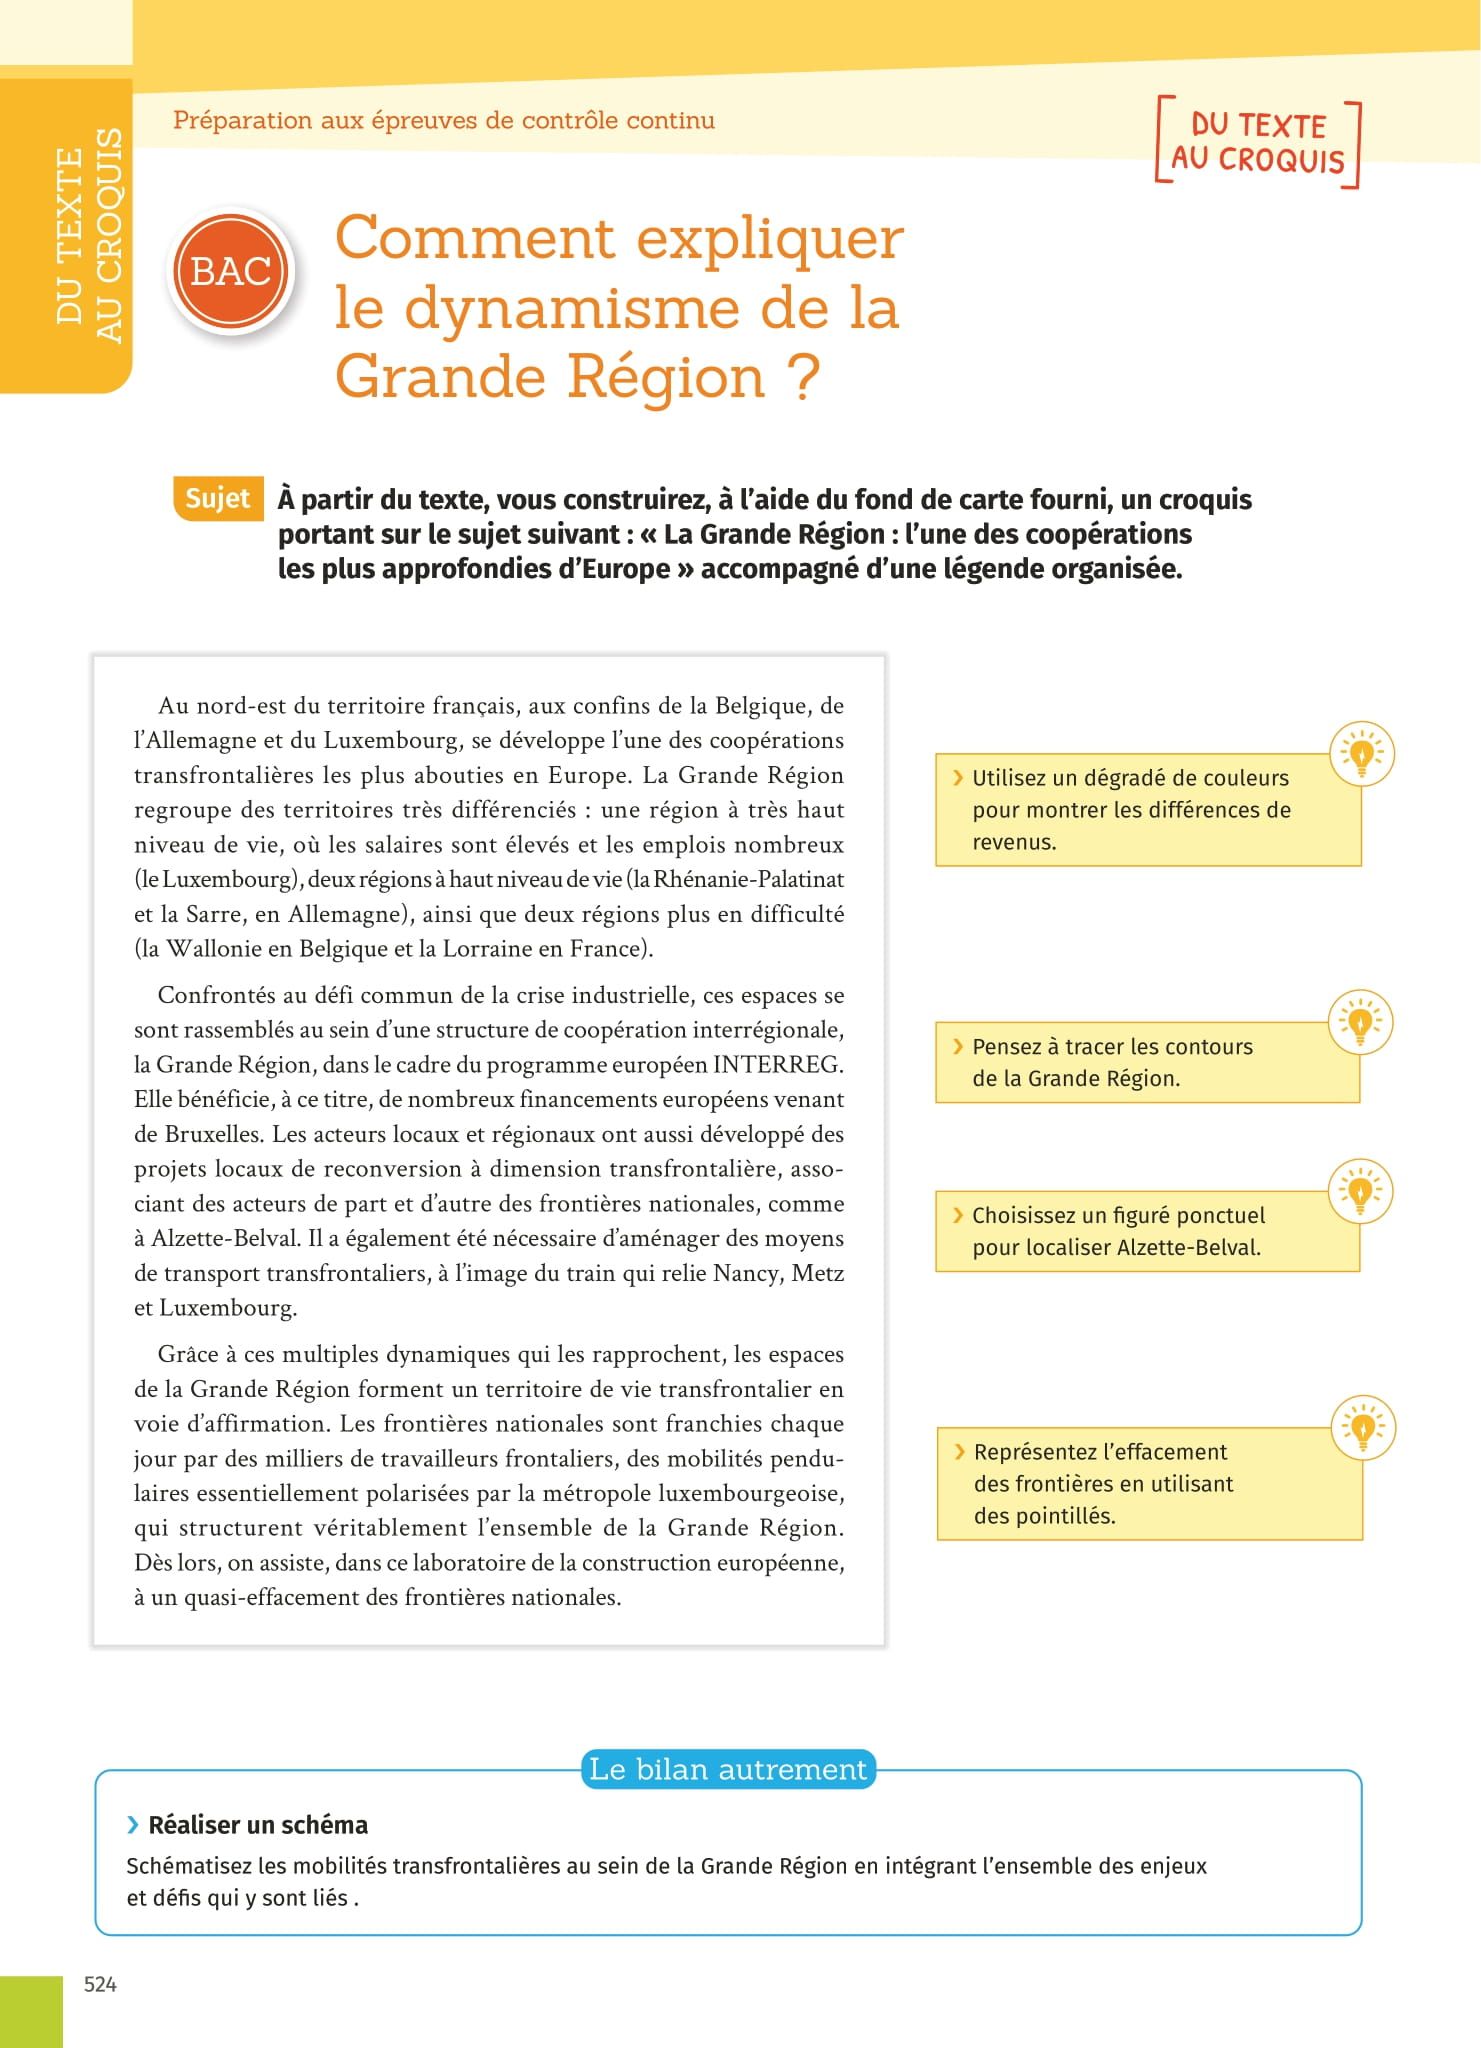 DU TEXTE
AU CROQUIS
Préparation aux épreuves de contrôle continu
DU TEXTE
AU CROQUIS
BAC
Comment expliquer
le dynamisme de la
Grande Région ?
Sujet
À partir du texte, vous construirez, à l’aide du fond de carte fourni, un croquis
portant sur le sujet suivant : « La Grande Région : l’une des coopérations
les plus approfondies d’Europe » accompagné d’une légende organisée.
Au nord-est du territoire français, aux confins de la Belgique, de
l’Allemagne et du Luxembourg, se développe l’une des coopérations
transfrontalières les plus abouties en Europe. La Grande Région
regroupe des territoires très différenciés : une région à très haut
niveau de vie, où les salaires sont élevés et les emplois nombreux
(le Luxembourg), deux régions à haut niveau de vie (la Rhénanie-Palatinat
et la Sarre, en Allemagne), ainsi que deux régions plus en difficulté
(la Wallonie en Belgique et la Lorraine en France).
Confrontés au défi commun de la crise industrielle, ces espaces se
sont rassemblés au sein d’une structure de coopération interrégionale,
la Grande Région, dans le cadre du programme européen INTERREG.
Elle bénéficie, à ce titre, de nombreux financements européens venant
de Bruxelles. Les acteurs locaux et régionaux ont aussi développé des
projets locaux de reconversion à dimension transfrontalière, asso-
ciant des acteurs de part et d’autre des frontières nationales, comme
à Alzette-Belval. Il a également été nécessaire d’aménager des moyens
de transport transfrontaliers, à l’image du train qui relie Nancy, Metz
et Luxembourg.
Grâce à ces multiples dynamiques qui les rapprochent, les espaces
de la Grande Région forment un territoire de vie transfrontalier en
voie d’affirmation. Les frontières nationales sont franchies chaque
jour par des milliers de travailleurs frontaliers, des mobilités pendu-
laires essentiellement polarisées par la métropole luxembourgeoise,
qui structurent véritablement l’ensemble de la Grande Région.
Dès lors, on assiste, dans ce laboratoire de la construction européenne,
à un quasi-effacement des frontières nationales.
› Utilisez un dégradé de couleurs
pour montrer les différences de
revenus.
› Pensez à tracer les contours
de la Grande Région.
› Choisissez un figuré ponctuel
pour localiser Alzette-Belval.
› Représentez l’effacement
des frontières en utilisant
des pointillés.
Le bilan autrement
› Réaliser un schéma
Schématisez les mobilités transfrontalières au sein de la Grande Région en intégrant l’ensemble des enjeux
et défis qui y sont liés .
524